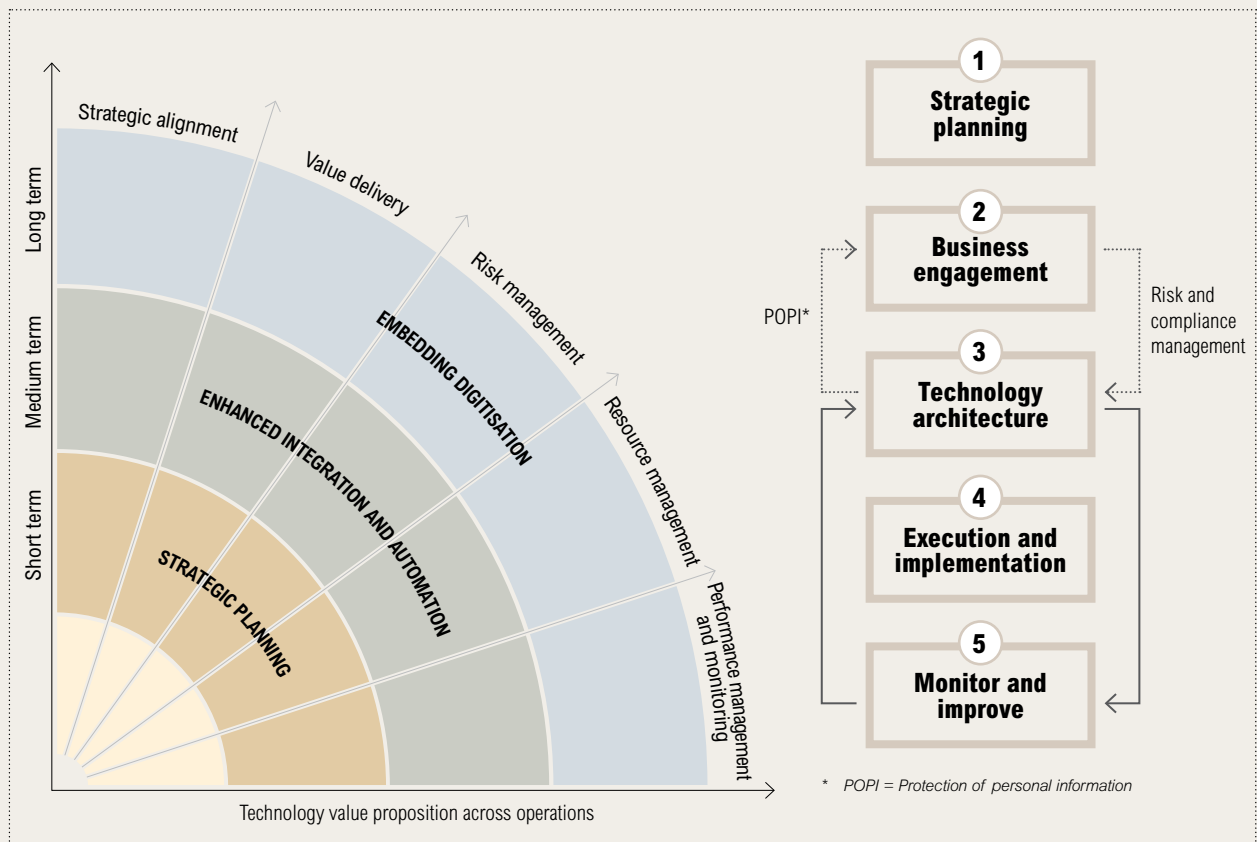 Strategic alignment
Value delivery
Risk management
Resource management
Performance management
and monitoring
Long term
Medium term
Short term
EMBEDDING DIGITISATION
ENHANCED INTEGRATION AND AUTOMATION
STRATEGIC PLANNING
Technology value proposition across operations
1
Strategic
planning
2
Business
engagement
POPI*
Risk and
compliance
management
3
Technology
architecture
4
Execution and
implementation
5
Monitor and
improve
* POPI = Protection of personal information